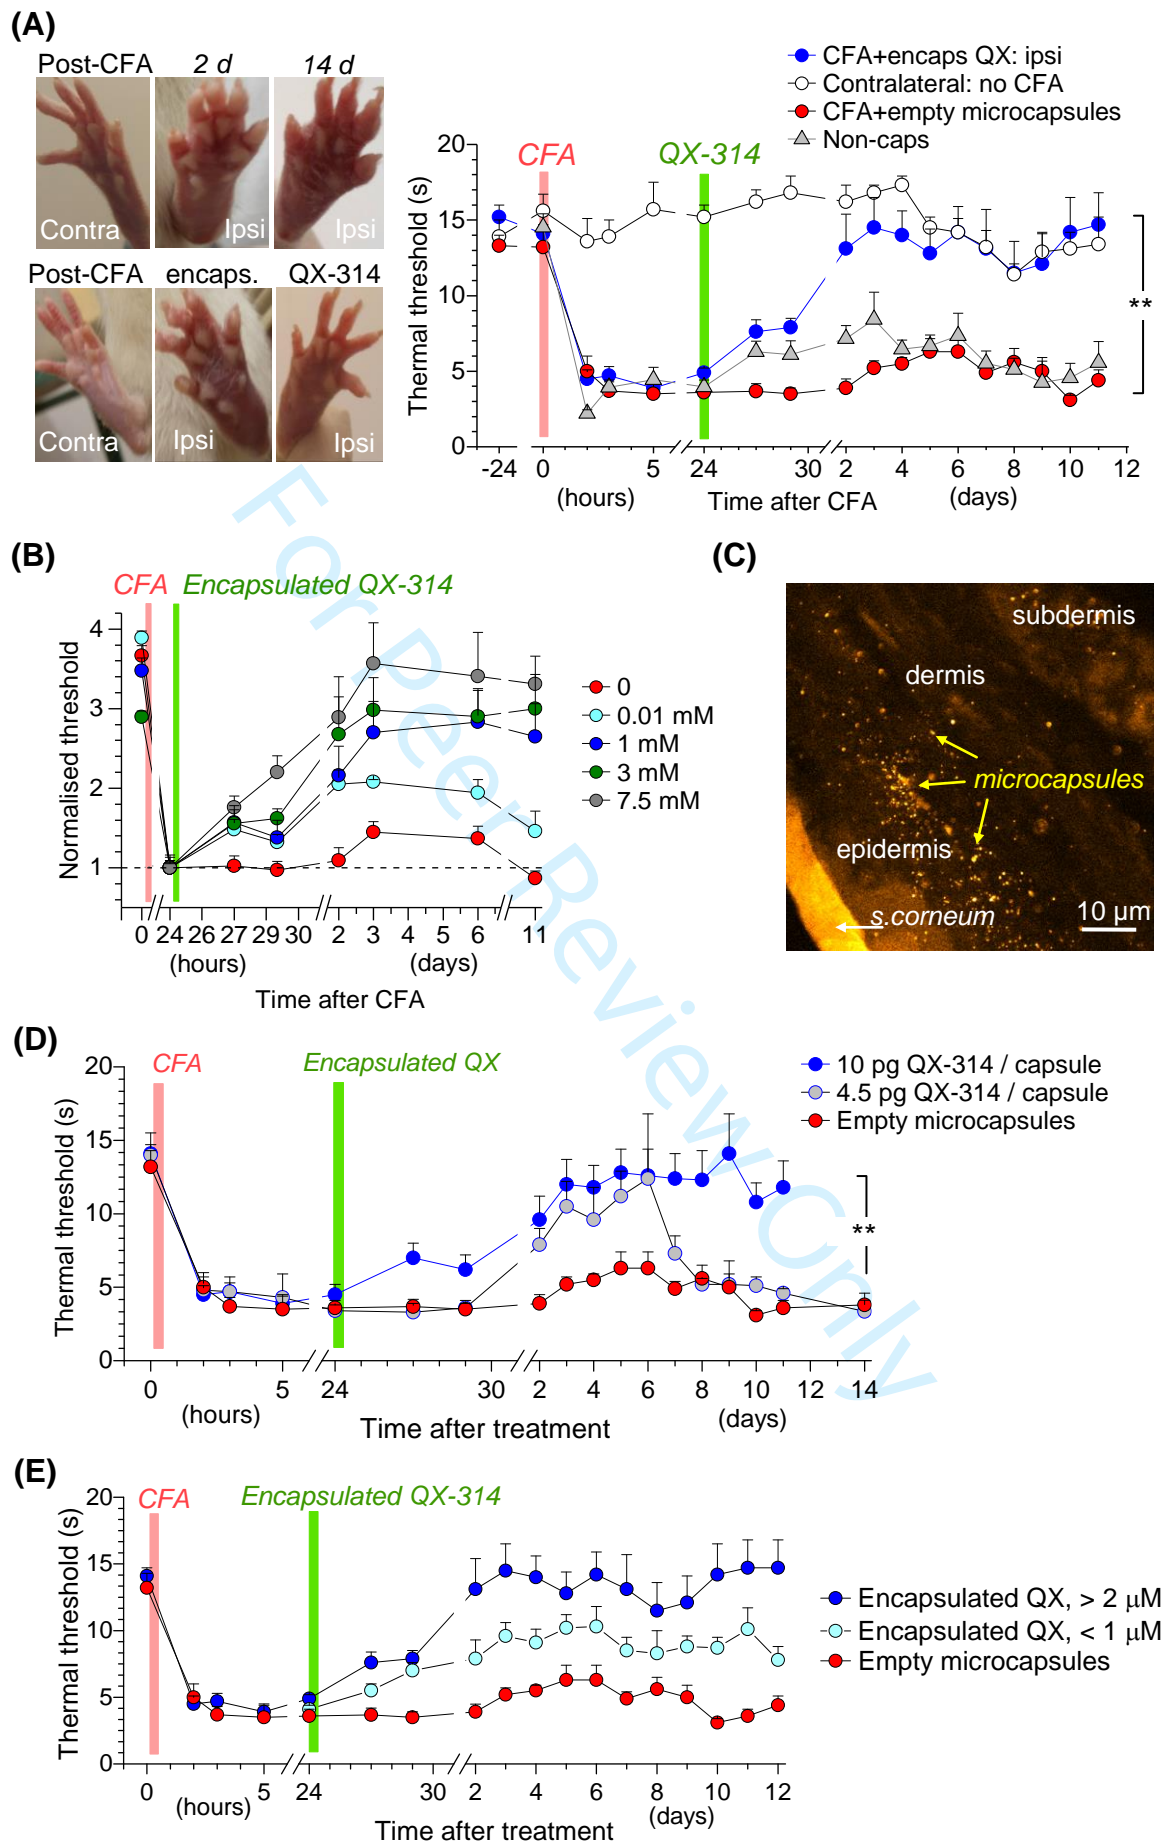 (A)
Post-CFA 2 d 14 d
Contra Ipsi Ipsi
Post-CFA encaps. QX-314
Contra Ipsi Ipsi
CFA+encaps QX: ipsi
Contralateral: no CFA
CFA+empty microcapsules
Non-caps
CFA QX-314
Thermal threshold (s)
20
15
10
5
0
**
-24 0 5 24 30 2 4 6 8 10 12
(hours) Time after CFA (days)
(B)
CFA Encapsulated QX-314
Normalised threshold
4
3
2
1
0
0.01 mM
1 mM
3 mM
7.5 mM
0 24 26 27 29 30 2 3 6 11
(hours) (days)
Time after CFA
(C)
subdermis
dermis
microcapsules
epidermis
s.corneum
10 µm
(D)
CFA Encapsulated QX
10 pg QX-314 / capsule
4.5 pg QX-314 / capsule
Empty microcapsules
Thermal threshold (s)
20
15
10
5
0
**
0 5 24 30 2 4 6 8 10 12 14
(hours) (days)
Time after treatment
(E)
CFA Encapsulated QX-314
Thermal threshold (s)
20
15
10
5
0
Encapsulated QX, > 2 µM
Encapsulated QX, < 1 µM
Empty microcapsules
0 5 24 30 2 4 6 8 10 12
(hours) (days)
Time after treatment
For Peer Review Only